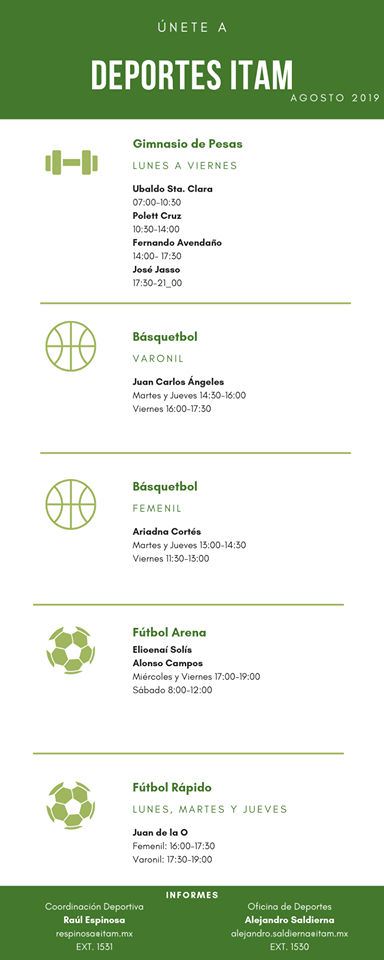 ÚNETE A
DEPORTES ITAM
AGOSTO 2019
Gimnasio de Pesas
LUNES A VIERNES
Ubaldo Sta. Clara
07:00-10:30
Polett Cruz
10:30-14:00
Fernando Avendaño
14:00- 17:30
José Jasso
17:30-21_00
Básquetbol
VARONIL
Juan Carlos Ángeles
Martes y Jueves 14:30-16:00
Viernes 16:00-17:30
Básquetbol
FEMENIL
Ariadna Cortés
Martes y Jueves 13:00-14:30
Viernes 11:30-13:00
Fútbol Arena
Elioenaí Solís
Alonso Campos
Miércoles y Viernes 17:00-19:00
Sábado 8:00-12:00
Fútbol Rápido
LUNES, MARTES Y JUEVES
Juan de la O
Femenil: 16:00-17:30
Varonil: 17:30-19:00
INFORMES
Coordinación Deportiva
Raúl Espinosa
respinosa@itam.mx
EXT. 1531
Oficina de Deportes
Alejandro Saldierna
alejandro.saldierna@itam.mx
EXT. 1530